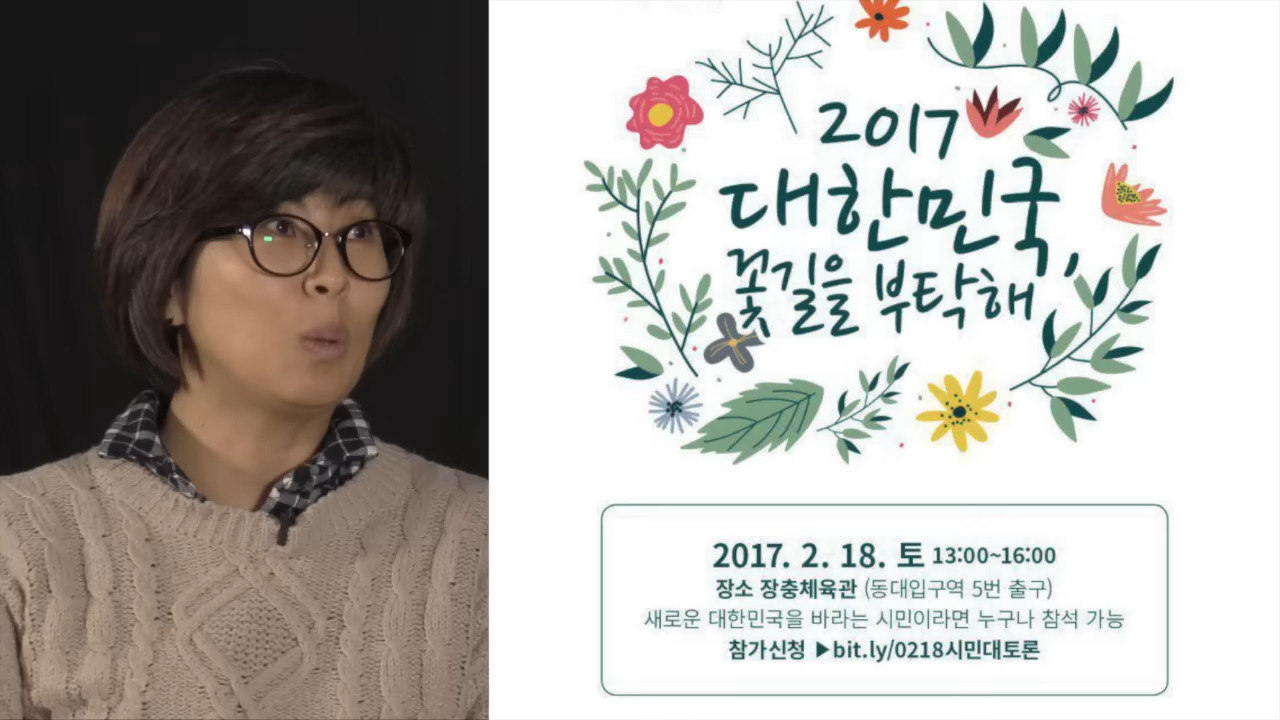 2017
대한민국,
꽃길을 부탁해
2017. 2. 18. 토 13:00~16:00
장소 장충체육관 (동대입구역 5번 출구)
새로운 대한민국을 바라는 시민이라면 누구나 참석 가능
참가신청 ▶bit.ly/0218시민대토론